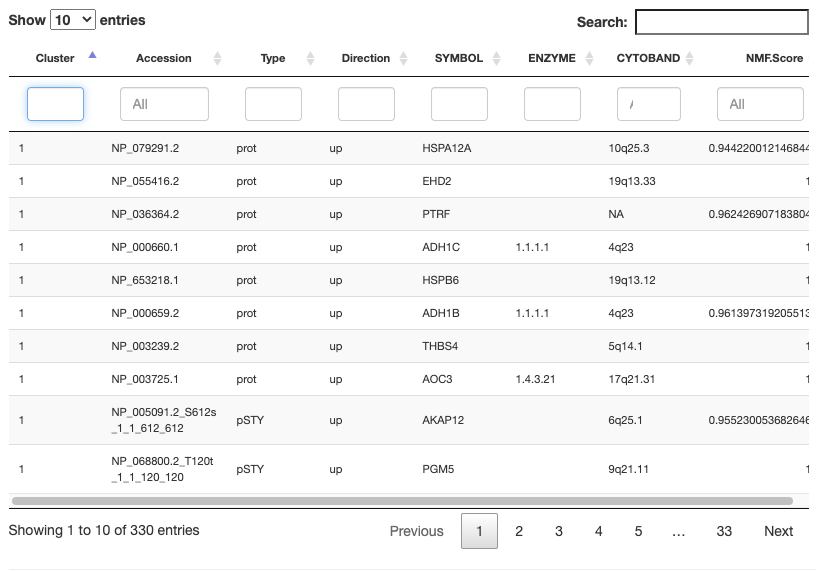 Show 10 entries Search:
Cluster Accession Type Direction SYMBOL ENZYME CYTOBAND NMF.Score
All All
1 NP_079291.2 prot up HSPA12A 10q25.3 0.944220012146844
1 NP_055416.2 prot up EHD2 19q13.33 1
1 NP_036364.2 prot up PTRF NA 0.962426907183804
1 NP_000660.1 prot up ADH1C 1.1.1.1 4q23 1
1 NP_653218.1 prot up HSPB6 19q13.12 1
1 NP_000659.2 prot up ADH1B 1.1.1.1 4q23 0.961397319205513
1 NP_003239.2 prot up THBS4 5q14.1 1
1 NP_003725.1 prot up AOC3 1.4.3.21 17q21.31 1
1 NP_005091.2_S612s
_1_1_612_612 pSTY up AKAP12 6q25.1 0.955230053682646
1 NP_068800.2_T120t
_1_1_120_120 pSTY up PGM5 9q21.11 1
Showing 1 to 10 of 330 entries Previous 1 2 3 4 5 … 33 Next